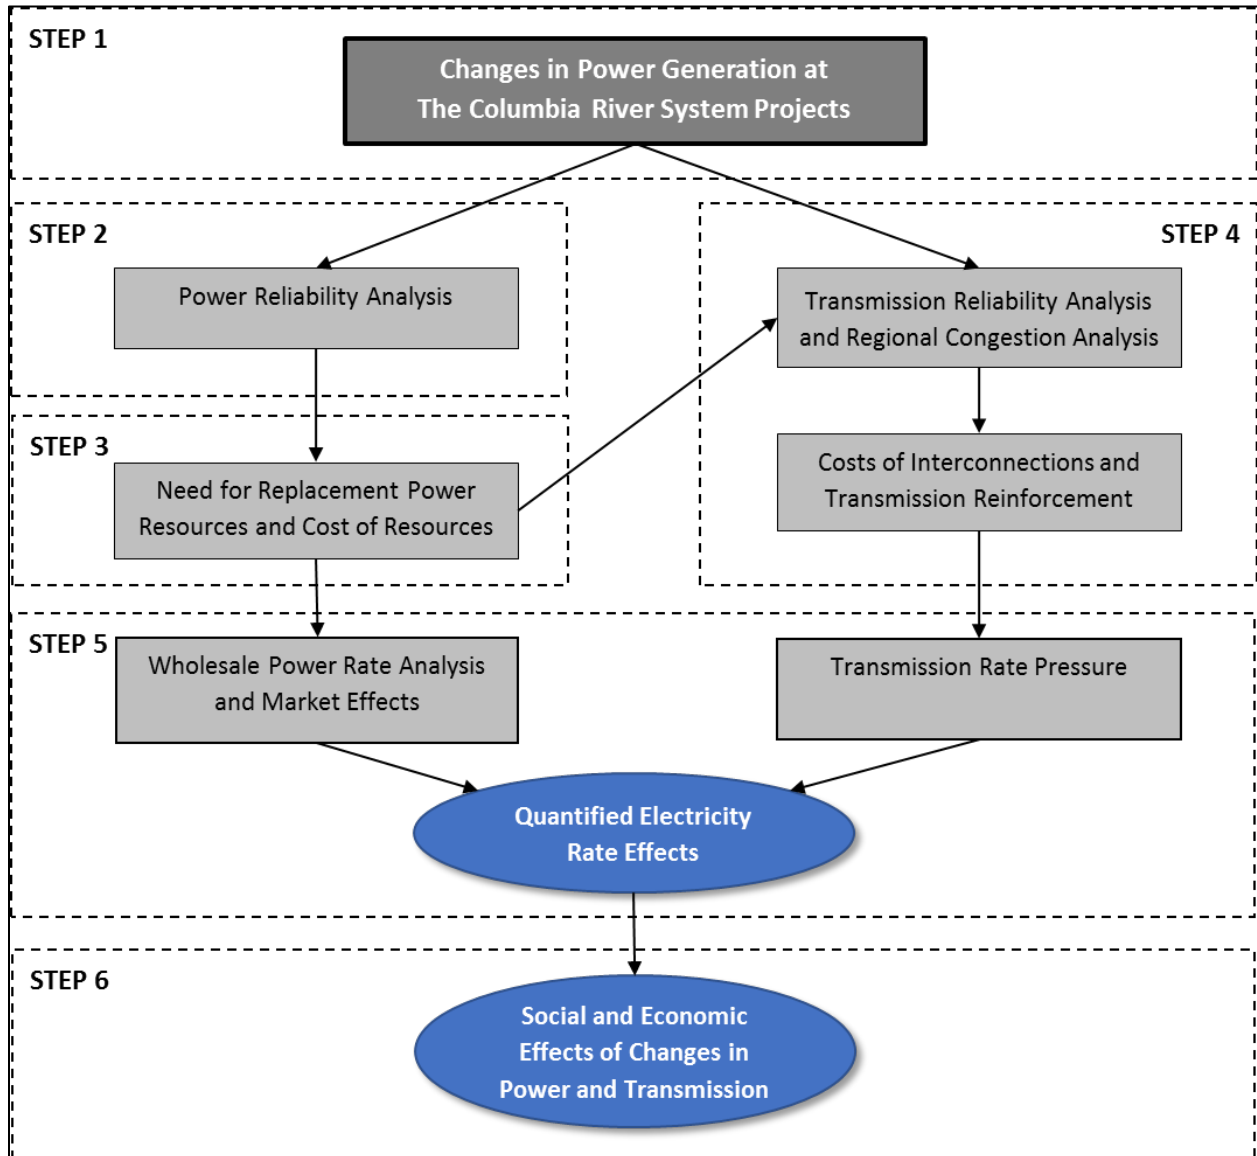 STEP 1
Changes in Power Generation at
The Columbia River System Projects
STEP 2
Power Reliability Analysis
STEP 3
Need for Replacement Power
Resources and Cost of Resources
STEP 4
Transmission Reliability Analysis
and Regional Congestion Analysis
Costs of Interconnections and
Transmission Reinforcement
STEP 5
Wholesale Power Rate Analysis
and Market Effects
Transmission Rate Pressure
Quantified Electricity
Rate Effects
STEP 6
Social and Economic
Effects of Changes in
Power and Transmission